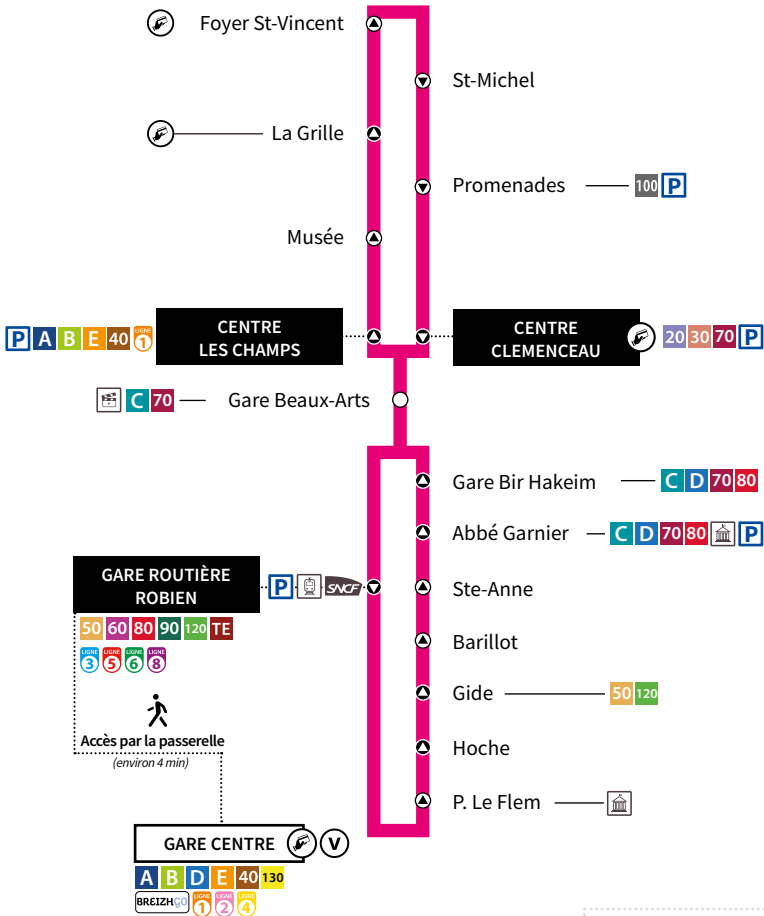 Foyer St-Vincent
St-Michel
La Grille
Promenades 100 P
Musée
P A B E 40 LIGNE 1
CENTRE
LES CHAMPS
CENTRE
CLEMENCEAU
20 30 70 P
C 70 Gare Beaux-Arts
Gare Bir Hakeim C D 70 80
Abbé Garnier C D 70 80 P
GARE ROUTIÈRE
ROBIEN
P SNCF
Ste-Anne
50 60 80 90 120 TE
LIGNE 3 LIGNE 5 LIGNE 6 LIGNE 8
Barillot
Gide 50 120
Accès par la passerelle
(environ 4 min)
Hoche
P. Le Flem
GARE CENTRE V
A B D E 40 130
BREIZHGO LIGNE 1 LIGNE 2 LIGNE 4